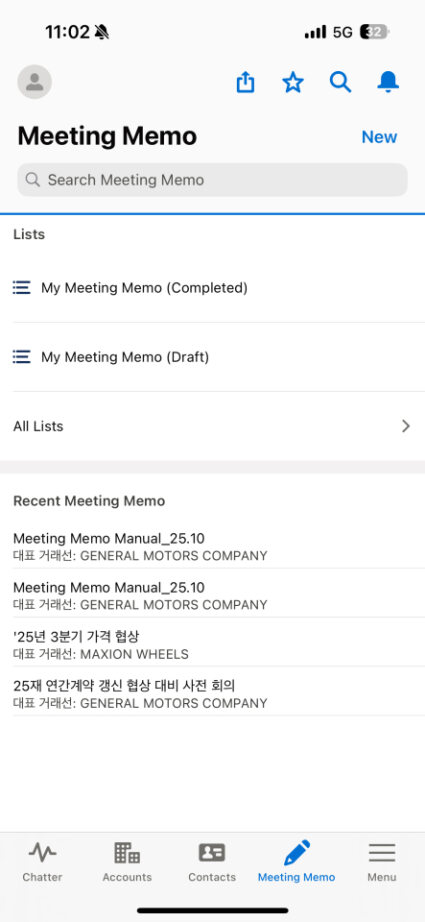 11:02
5G 32
Meeting Memo
New
Search Meeting Memo
Lists
My Meeting Memo (Completed)
My Meeting Memo (Draft)
All Lists
Recent Meeting Memo
Meeting Memo Manual_25.10
대표 거래선: GENERAL MOTORS COMPANY
Meeting Memo Manual_25.10
대표 거래선: GENERAL MOTORS COMPANY
'25년 3분기 가격 협상
대표 거래선: MAXION WHEELS
25재 연간계약 갱신 협상 대비 사전 회의
대표 거래선: GENERAL MOTORS COMPANY
Chatter Accounts Contacts Meeting Memo Menu